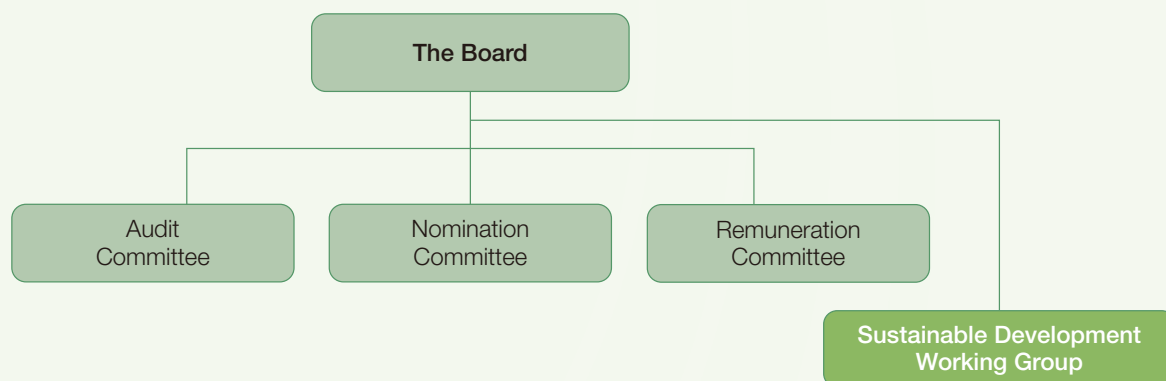 The Board
Audit
Committee
Nomination
Committee
Remuneration
Committee
Sustainable Development
Working Group